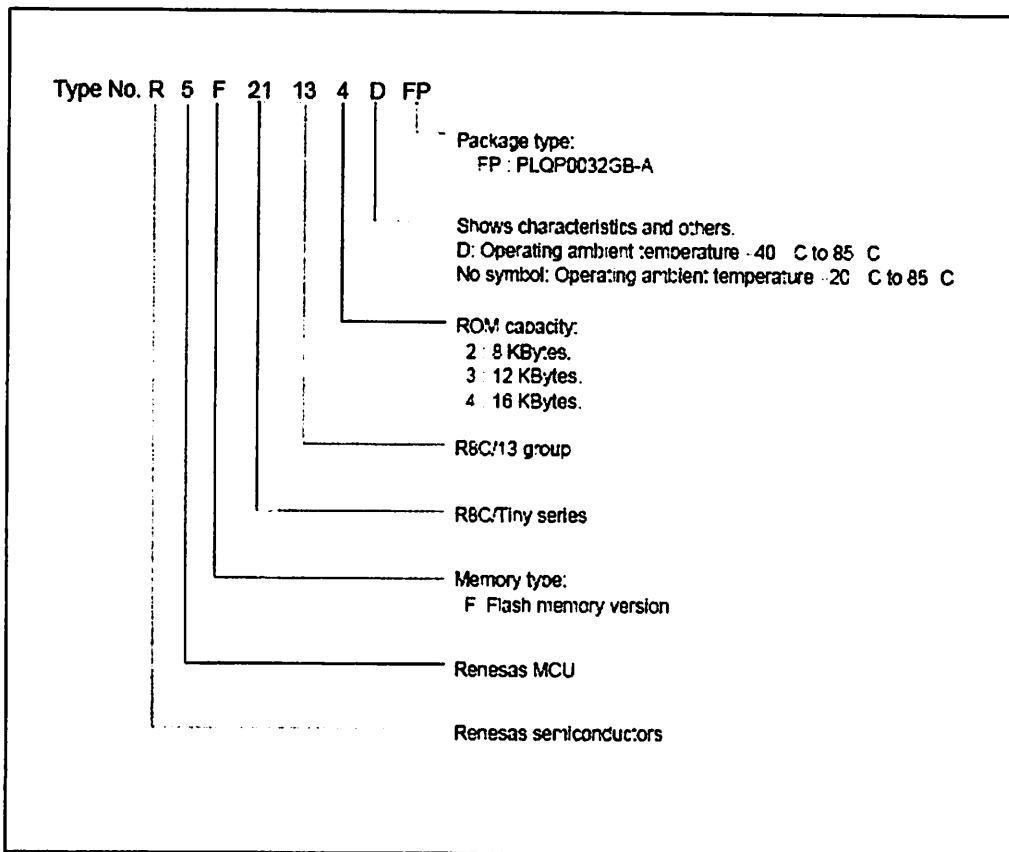 Type No. R 5 F 21 13 4 D FP
Package type:
FP : PLQP0032GB-A
Shows characteristics and others.
D: Operating ambient temperature -40 C to 85 C
No symbol: Operating ambient temperature -20 C to 85 C
ROM capacity:
2 : 8 KBytes.
3 : 12 KBytes.
4 : 16 KBytes.
R8C/13 group
R8C/Tiny series
Memory type:
F Flash memory version
Renesas MCU
Renesas semiconductors